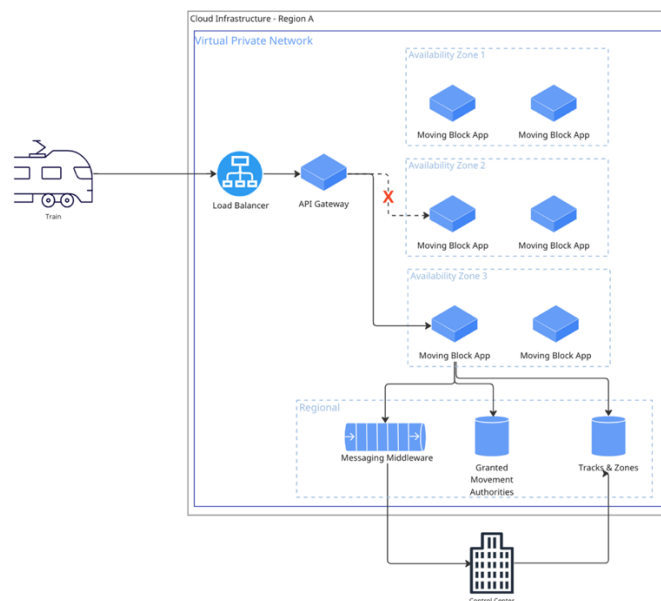 Cloud Infrastructure - Region A
Virtual Private Network
Availability Zone 1
Moving Block App
Moving Block App
Availability Zone 2
Train
Load Balancer
API Gateway
X
Moving Block App
Moving Block App
Availability Zone 3
Moving Block App
Moving Block App
Regional
Messaging Middleware
Granted
Movement
Authorities
Tracks & Zones
Control Center